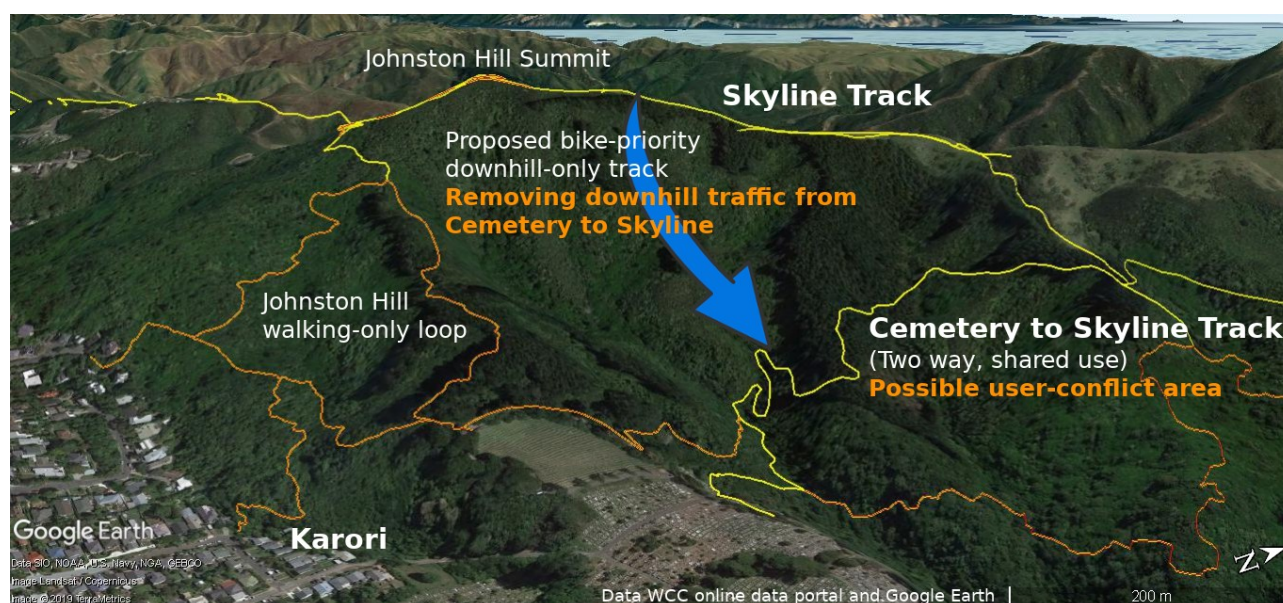 Johnston Hill Summit
Skyline Track
Proposed bike-priority
downhill-only track
Removing downhill traffic from
Cemetery to Skyline
Johnston Hill
walking-only loop
Cemetery to Skyline Track
(Two way, shared use)
Possible user-conflict area
Google Earth
Karori
Data SIO, NOAA, U.S. Navy, NGA, GEBCO
Image Landsat / Copernicus
Image © 2019 TerraMetrics
Data WCC online data portal and Google Earth |
200 m
N